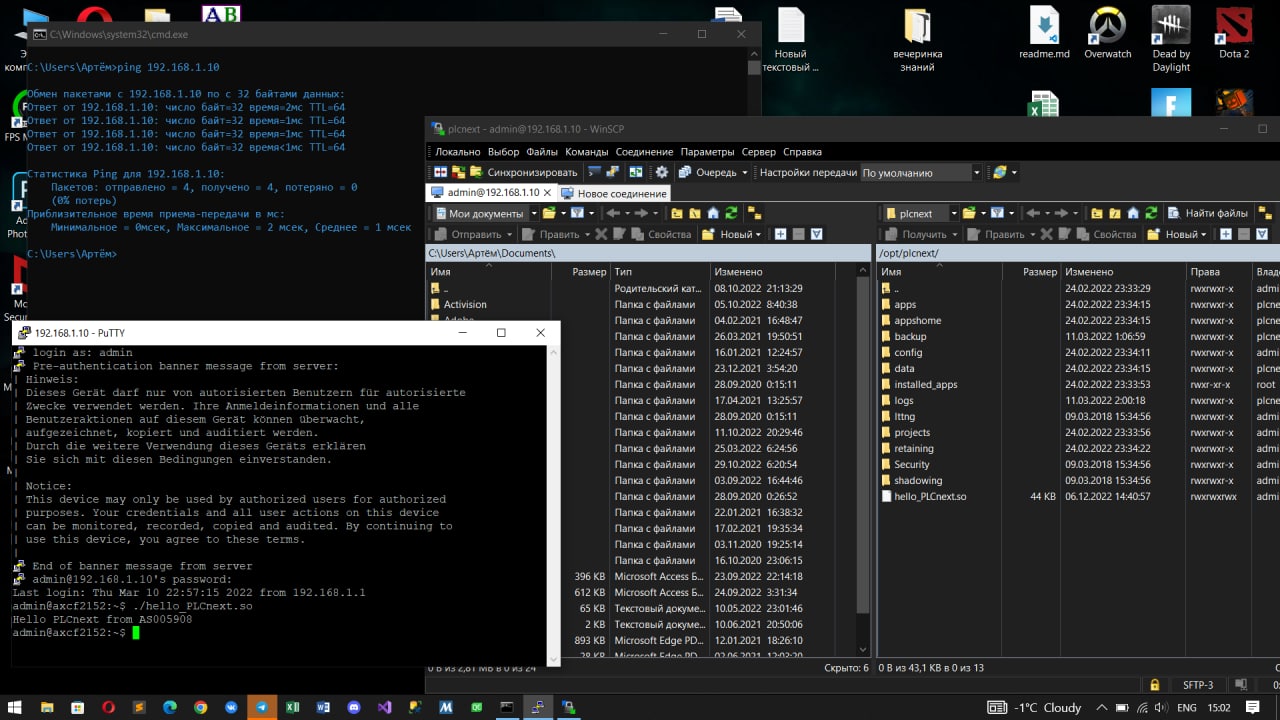 Новый
текстовый ...
вечеринка
знаний
readme.md
Overwatch
Dead by
Daylight
Dota 2
C:\Windows\system32\cmd.exe
C:\Users\Артём>ping 192.168.1.10
Обмен пакетами с 192.168.1.10 по с 32 байтами данных:
Ответ от 192.168.1.10: число байт=32 время=2мс TTL=64
Ответ от 192.168.1.10: число байт=32 время=1мс TTL=64
Ответ от 192.168.1.10: число байт=32 время=1мс TTL=64
Ответ от 192.168.1.10: число байт=32 время<1мс TTL=64
Статистика Ping для 192.168.1.10:
Пакетов: отправлено = 4, получено = 4, потеряно = 0
(0% потерь)
Приблизительное время приема-передачи в мс:
Минимальное = 0мсек, Максимальное = 2 мсек, Среднее = 1 мсек
C:\Users\Артём>
plcnext - admin@192.168.1.10 - WinSCP
Локально Выбор Файлы Команды Соединение Параметры Сервер Справка
Синхронизировать Очередь Настройки передачи По умолчанию
admin@192.168.1.10 Новое соединение
Мои документы plcnext Найти файлы
Отправить Править Свойства Новый Получить Править Свойства Новый
C:\Users\Артём\Documents\ /opt/plcnext/
Имя Размер Тип Изменено Имя Размер Изменено Права
.. Родительский кат... 08.10.2022 21:13:29 .. 24.02.2022 23:33:29 rwxrwxr-x admi
Activision Папка с файлами 05.10.2022 8:40:38 apps 24.02.2022 23:34:15 rwxrwxr-x plcne
Adobe Папка с файлами 04.02.2021 16:48:47 appshome 24.02.2022 23:34:15 rwxrwxr-x plcne
Папка с файлами 26.03.2021 19:50:51 backup 11.03.2022 1:06:59 rwxrwxr-x plcne
Папка с файлами 16.01.2021 12:24:57 config 24.02.2022 23:34:11 rwxrwxr-x admi
Папка с файлами 23.12.2021 3:54:20 data 24.02.2022 23:34:11 rwxrwxr-x plcne
Папка с файлами 28.09.2020 0:15:11 installed_apps 24.02.2022 23:33:53 rwxr-xr-x root
Папка с файлами 17.04.2021 13:25:57 logs 11.03.2022 2:00:18 rwxrwxr-x plcne
Папка с файлами 28.09.2020 0:15:11 lttng 09.03.2018 15:34:56 rwxrwxr-x admi
Папка с файлами 11.10.2022 20:29:46 projects 24.02.2022 23:33:56 rwxrwxr-x admi
Папка с файлами 25.03.2022 6:24:56 retaining 24.02.2022 23:34:22 rwxrwxr-x admi
Папка с файлами 29.10.2022 6:20:54 Security 09.03.2018 15:34:56 rwxrwxr-x admi
Папка с файлами 03.09.2022 16:44:46 shadowing 24.02.2022 23:33:56 rwxrwxr-x admi
Папка с файлами 28.09.2020 0:26:52 hello_PLCnext.so 44 KB 06.12.2022 14:40:57 rwxrwxrwx admi
Папка с файлами 22.01.2021 16:38:32
Папка с файлами 17.02.2021 19:35:34
Папка с файлами 03.11.2020 19:25:14
Папка с файлами 16.10.2020 23:06:15
396 KB Microsoft Access Б... 23.09.2022 22:14:18
612 KB Microsoft Access Б... 24.09.2022 3:31:34
65 KB Текстовый докуме... 10.05.2022 23:01:46
2 KB Текстовый докуме... 10.06.2021 20:50:06
893 KB Microsoft Edge PD... 12.01.2021 18:26:10
28 KB Microsoft Edge PD... 02.06.2021 12:03:20
0 B из 2,81 MB в 0 из 24 Скрыто: 6 0 B из 43,1 KB в 0 из 13
SFTP-3
192.168.1.10 - PuTTY
login as: admin
Pre-authentication banner message from server:
| Hinweis:
| Dieses Gerät darf nur von autorisierten Benutzern für autorisierte
| Zwecke verwendet werden. Ihre Anmeldeinformationen und alle
| Benutzeraktionen auf diesem Gerät können überwacht,
| aufgezeichnet, kopiert und auditiert werden.
| Durch die weitere Verwendung dieses Geräts erklären
| Sie sich mit diesen Bedingungen einverstanden.
|
| Notice:
| This device may only be used by authorized users for authorized
| purposes. Your credentials and all user actions on this device
| can be monitored, recorded, copied and audited. By continuing to
| use this device, you agree to these terms.
|
End of banner message from server
admin@192.168.1.10's password:
Last login: Thu Mar 10 22:57:15 2022 from 192.168.1.1
admin@axcf2152:~$ ./hello_PLCnext.so
Hello PLCnext from AS005908
admin@axcf2152:~$
-1°C Cloudy ENG 15:02